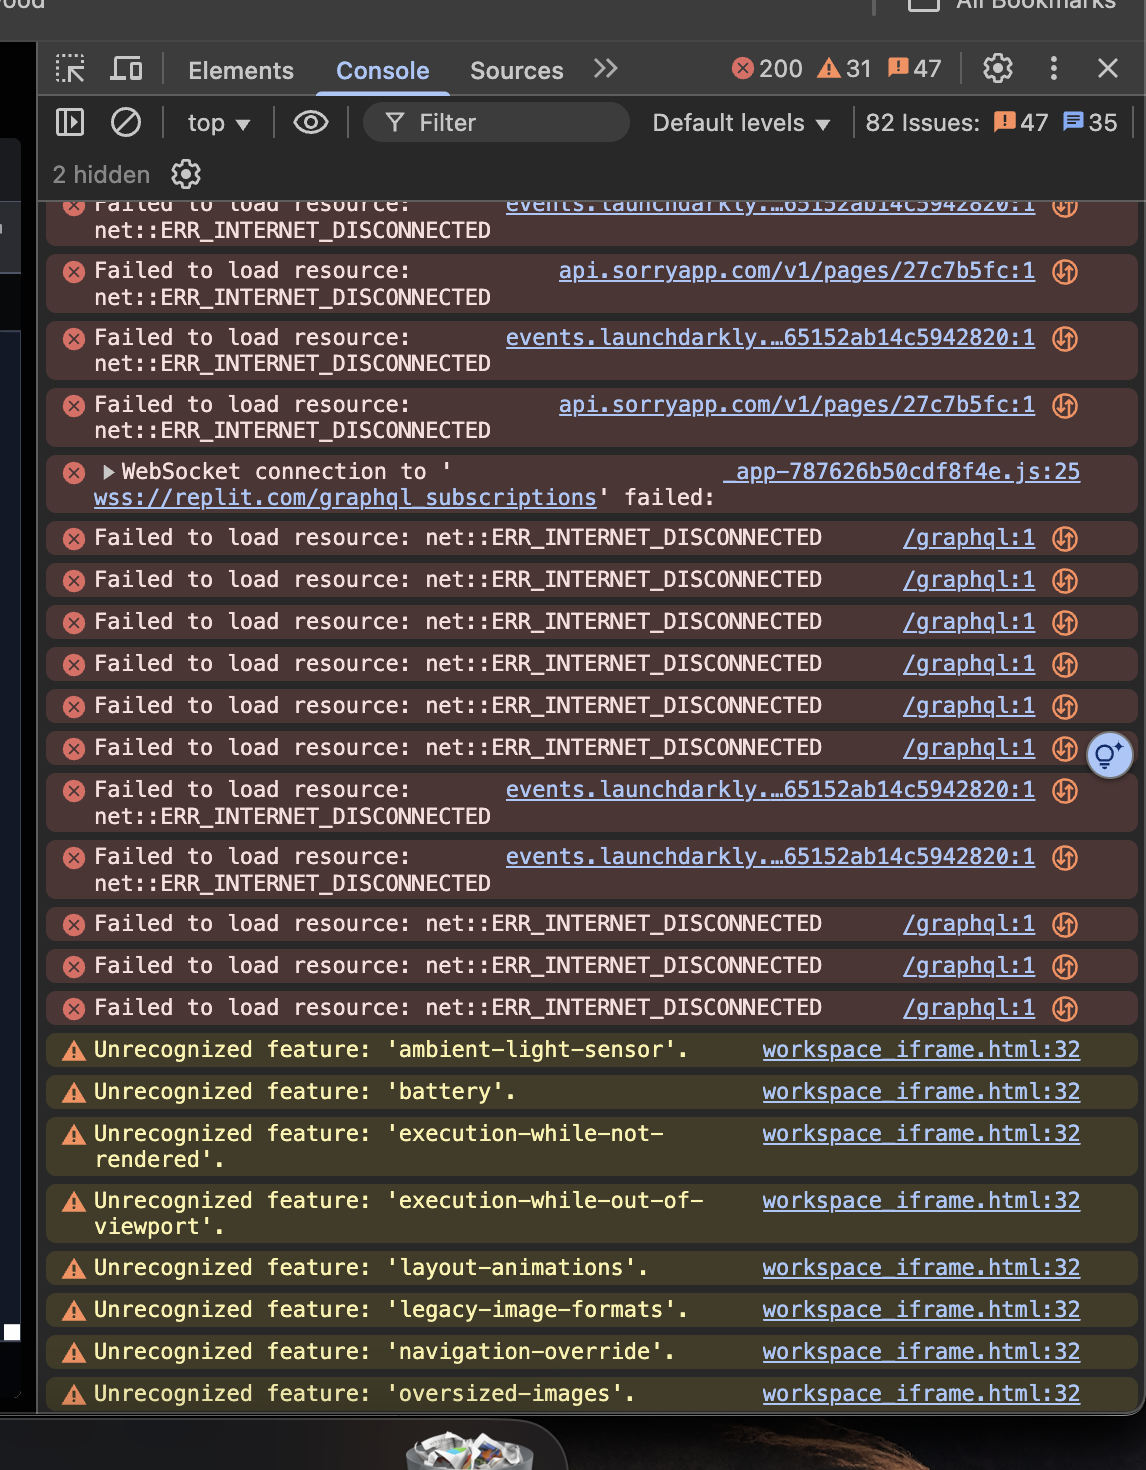 All Bookmarks
Elements Console Sources 200 31 47
top Filter Default levels 82 Issues: 47 35
2 hidden
Failed to load resource: events.launchdarkly.…65152ab14c5942820:1
net::ERR_INTERNET_DISCONNECTED
Failed to load resource: api.sorryapp.com/v1/pages/27c7b5fc:1
net::ERR_INTERNET_DISCONNECTED
Failed to load resource: events.launchdarkly.…65152ab14c5942820:1
net::ERR_INTERNET_DISCONNECTED
Failed to load resource: api.sorryapp.com/v1/pages/27c7b5fc:1
net::ERR_INTERNET_DISCONNECTED
WebSocket connection to ' _app-787626b50cdf8f4e.js:25
wss://replit.com/graphql_subscriptions' failed:
Failed to load resource: net::ERR_INTERNET_DISCONNECTED /graphql:1
Failed to load resource: net::ERR_INTERNET_DISCONNECTED /graphql:1
Failed to load resource: net::ERR_INTERNET_DISCONNECTED /graphql:1
Failed to load resource: net::ERR_INTERNET_DISCONNECTED /graphql:1
Failed to load resource: net::ERR_INTERNET_DISCONNECTED /graphql:1
Failed to load resource: net::ERR_INTERNET_DISCONNECTED /graphql:1
Failed to load resource: events.launchdarkly.…65152ab14c5942820:1
net::ERR_INTERNET_DISCONNECTED
Failed to load resource: events.launchdarkly.…65152ab14c5942820:1
net::ERR_INTERNET_DISCONNECTED
Failed to load resource: net::ERR_INTERNET_DISCONNECTED /graphql:1
Failed to load resource: net::ERR_INTERNET_DISCONNECTED /graphql:1
Failed to load resource: net::ERR_INTERNET_DISCONNECTED /graphql:1
Unrecognized feature: 'ambient-light-sensor'. workspace_iframe.html:32
Unrecognized feature: 'battery'. workspace_iframe.html:32
Unrecognized feature: 'execution-while-not- workspace_iframe.html:32
rendered'.
Unrecognized feature: 'execution-while-out-of- workspace_iframe.html:32
viewport'.
Unrecognized feature: 'layout-animations'. workspace_iframe.html:32
Unrecognized feature: 'legacy-image-formats'. workspace_iframe.html:32
Unrecognized feature: 'navigation-override'. workspace_iframe.html:32
Unrecognized feature: 'oversized-images'. workspace_iframe.html:32